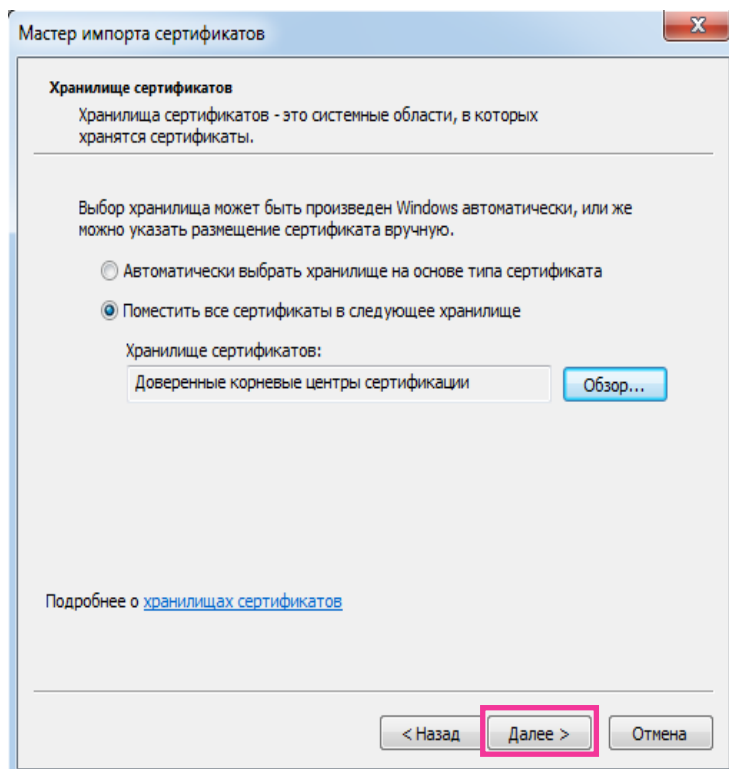 Мастер импорта сертификатов
Хранилище сертификатов
Хранилища сертификатов - это системные области, в которых
хранятся сертификаты.
Выбор хранилища может быть произведен Windows автоматически, или же
можно указать размещение сертификата вручную.
Автоматически выбрать хранилище на основе типа сертификата
Поместить все сертификаты в следующее хранилище
Хранилище сертификатов:
Доверенные корневые центры сертификации
Обзор...
Подробнее о хранилищах сертификатов
< Назад Далее > Отмена